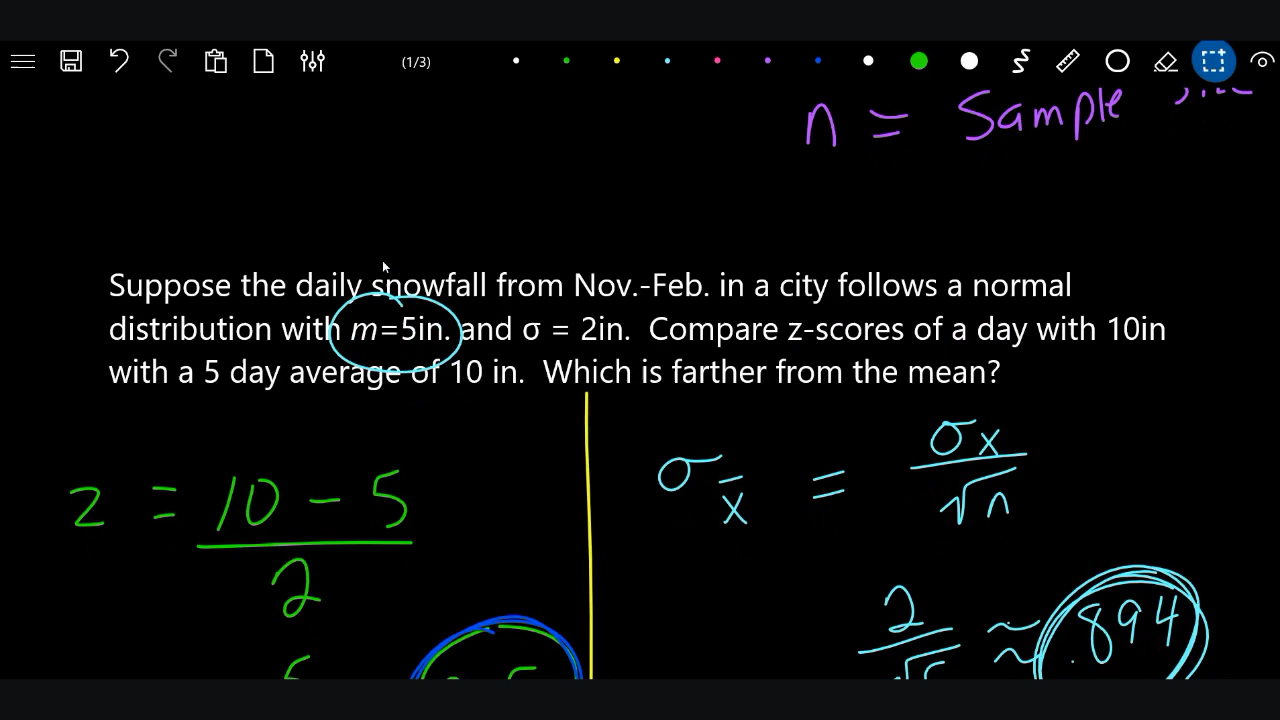 (1/3)
n = Sample
Suppose the daily snowfall from Nov.-Feb. in a city follows a normal
distribution with m=5in. and σ = 2in. Compare z-scores of a day with 10in
with a 5 day average of 10 in. Which is farther from the mean?
z = 10 - 5
2
σx̄ = σx
√n
2 ≈ .894